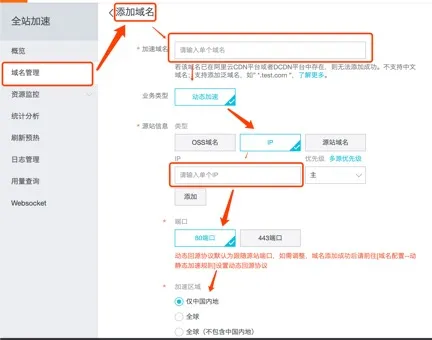 全站加速
概览
域名管理
资源监控
统计分析
刷新预热
日志管理
用量查询
Websocket
添加域名
* 加速域名
请输入单个域名
若该域名已在阿里云CDN平台或者DCDN平台中存在，则无法添加成功。不支持中
文域名，支持添加泛域名，如" *.test.com "，了解更多。
业务类型
动态加速
* 源站信息
类型
OSS域名
IP
源站域名
IP
优先级 多源优先级
请输入单个IP
主
添加
* 端口
80端口
443端口
动态回源协议默认为跟随源站端口，如需调整，域名添加成功后请前往[域名配置--动
静态加速规则]设置动态回源协议
* 加速区域
仅中国内地
全球
全球（不包含中国内地）